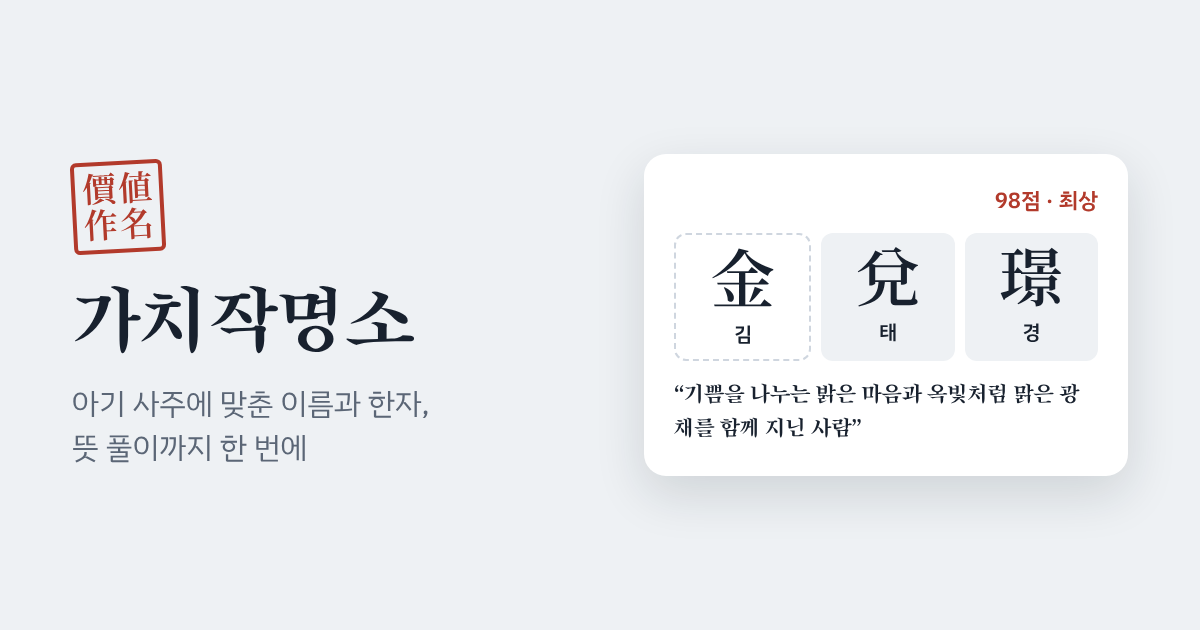 價値
作名
가치작명소
아기 사주에 맞춘 이름과 한자,
뜻 풀이까지 한 번에
98점 · 최상
金 兌 璟
김 태 경
“기쁨을 나누는 밝은 마음과 옥빛처럼 맑은 광
채를 함께 지닌 사람”